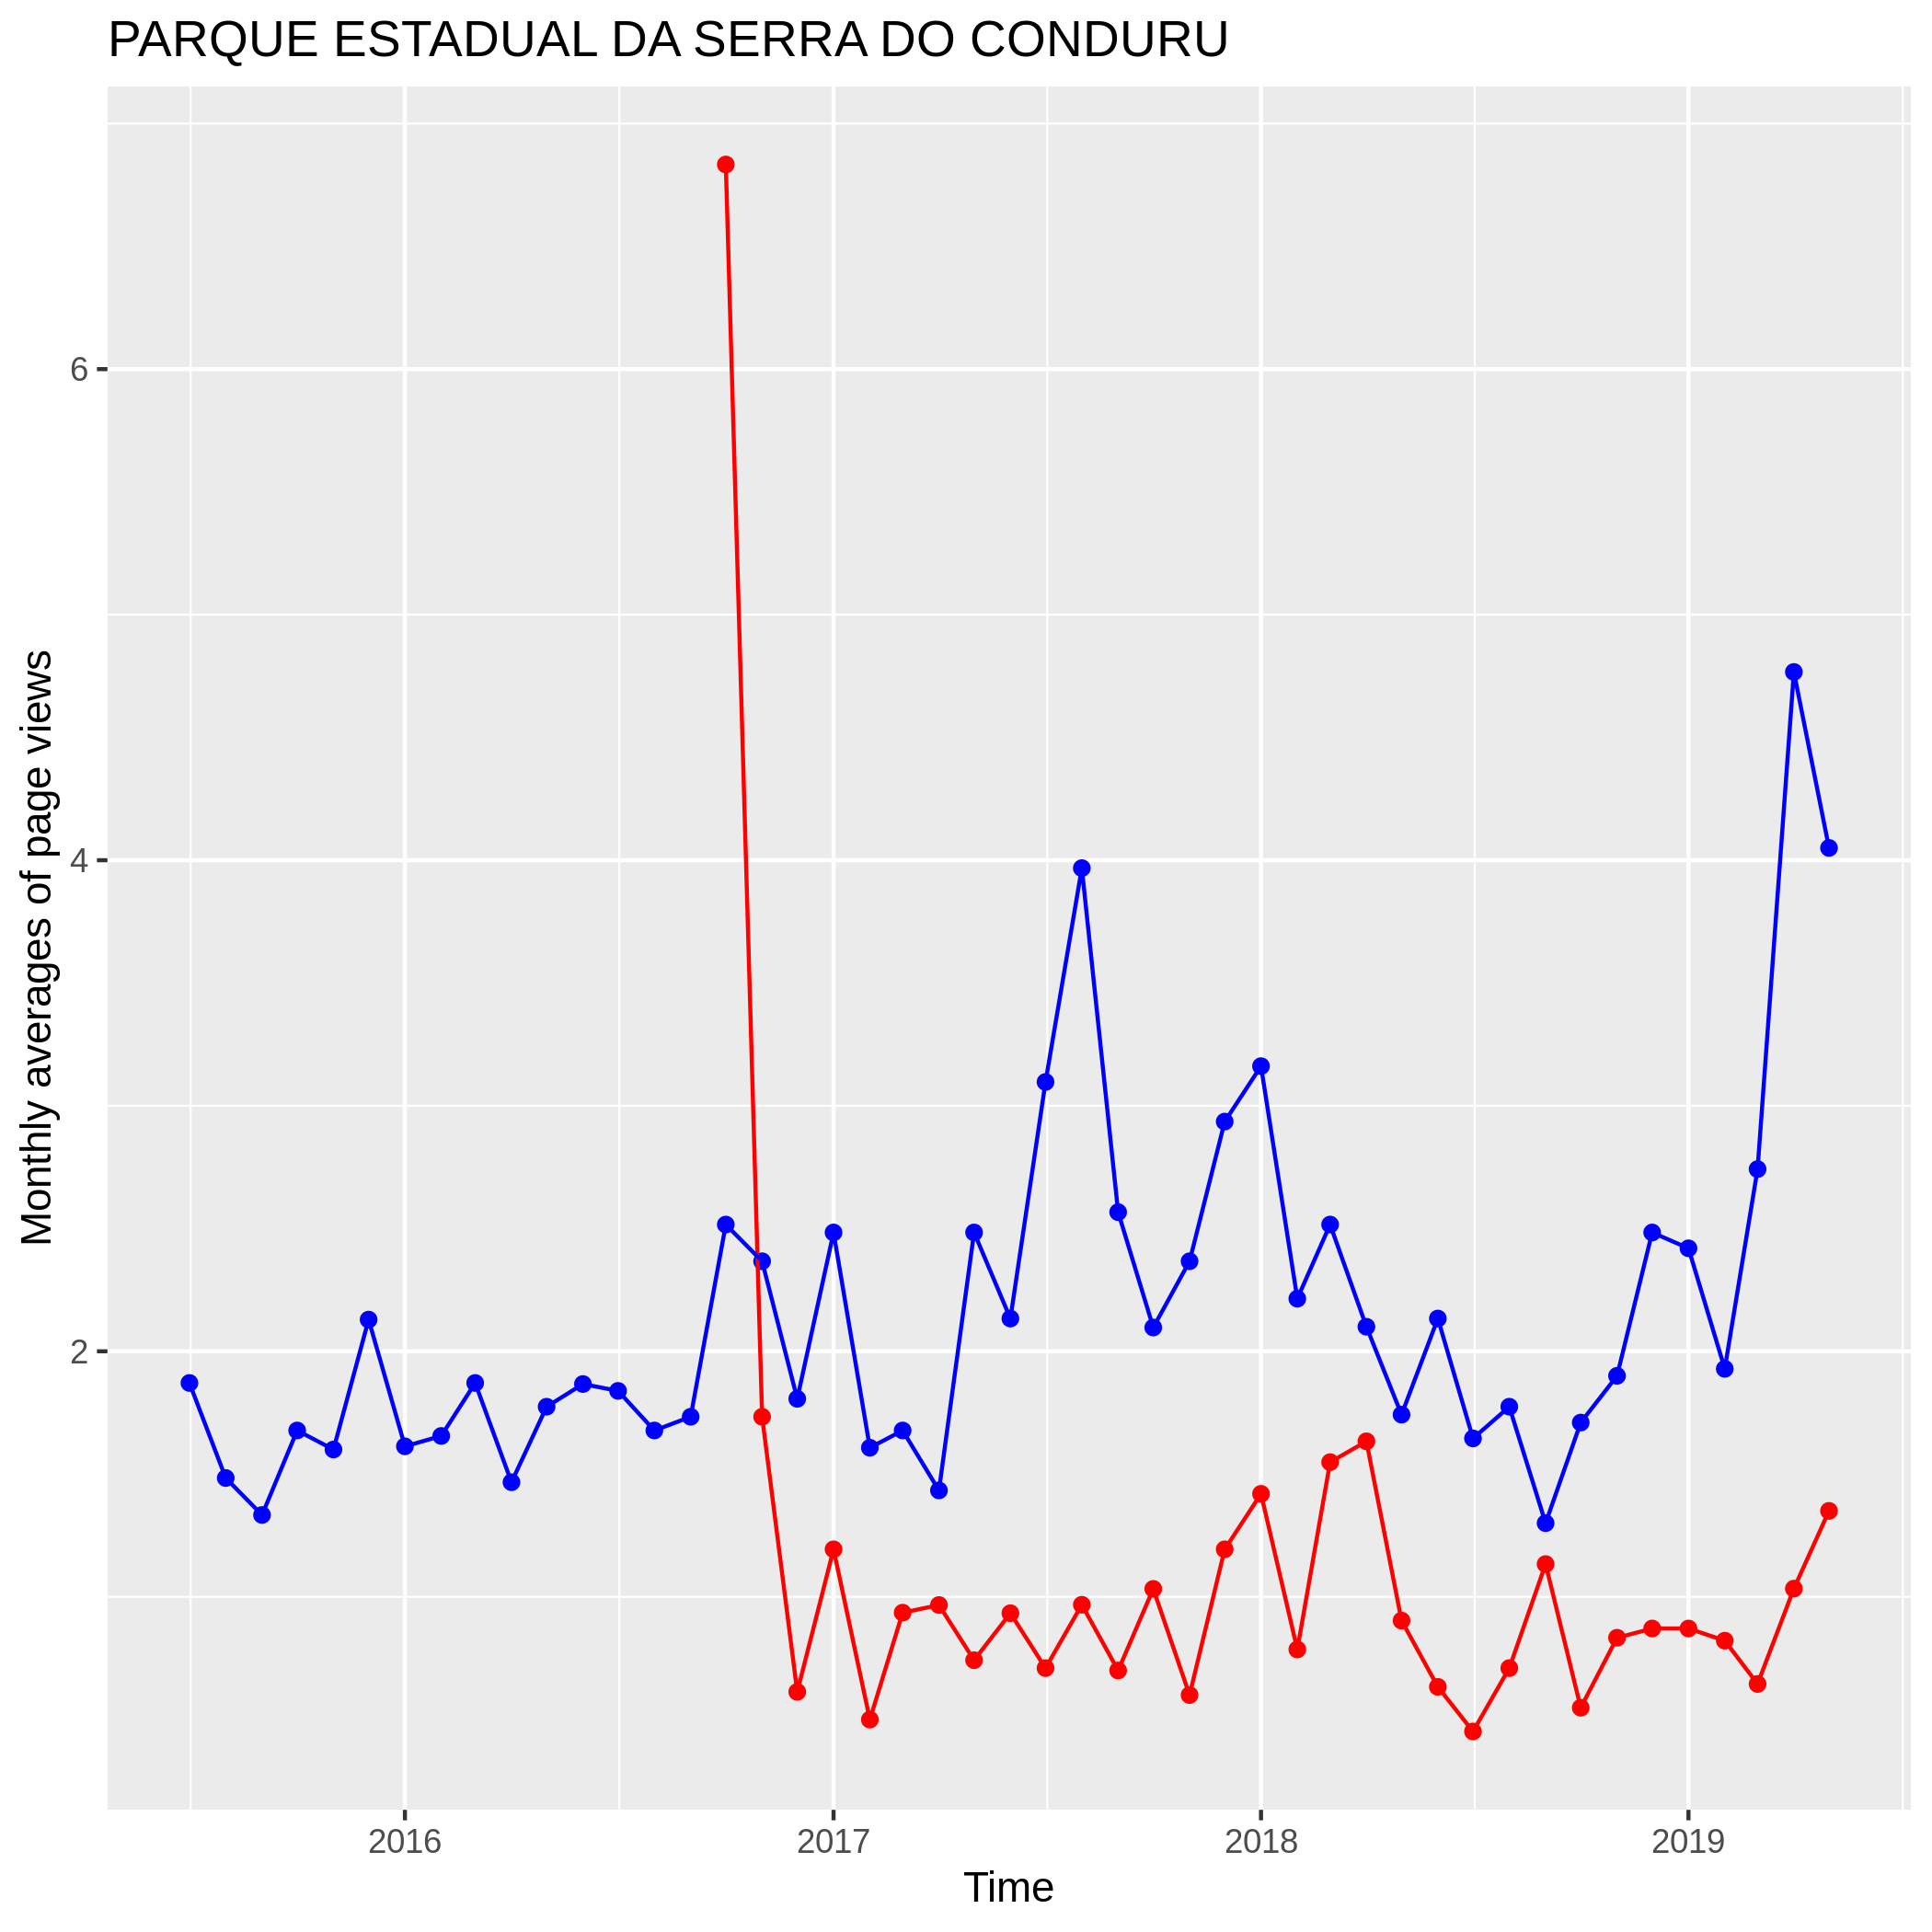 PARQUE ESTADUAL DA SERRA DO CONDURU
Monthly averages of page views
6
4
2
2016
2017
2018
2019
Time